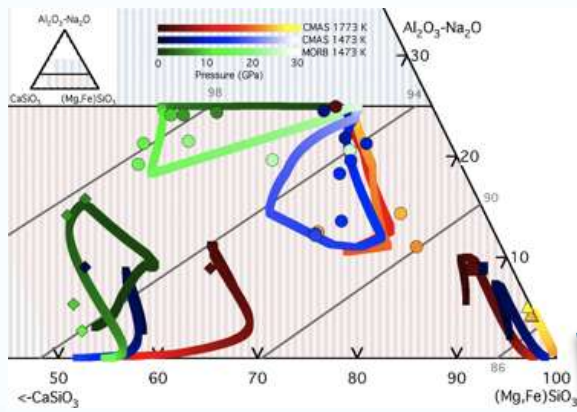 Al₂O₃-Na₂O
CaSiO₃ (Mg,Fe)SiO₃
CMAS 1773 K
CMAS 1473 K
MORB 1473 K
0 10 20 30
Pressure (GPa)
Al₂O₃-Na₂O
30
98
94
20
90
10
86
50 60 70 80 90 100
<-CaSiO₃ (Mg,Fe)SiO₃